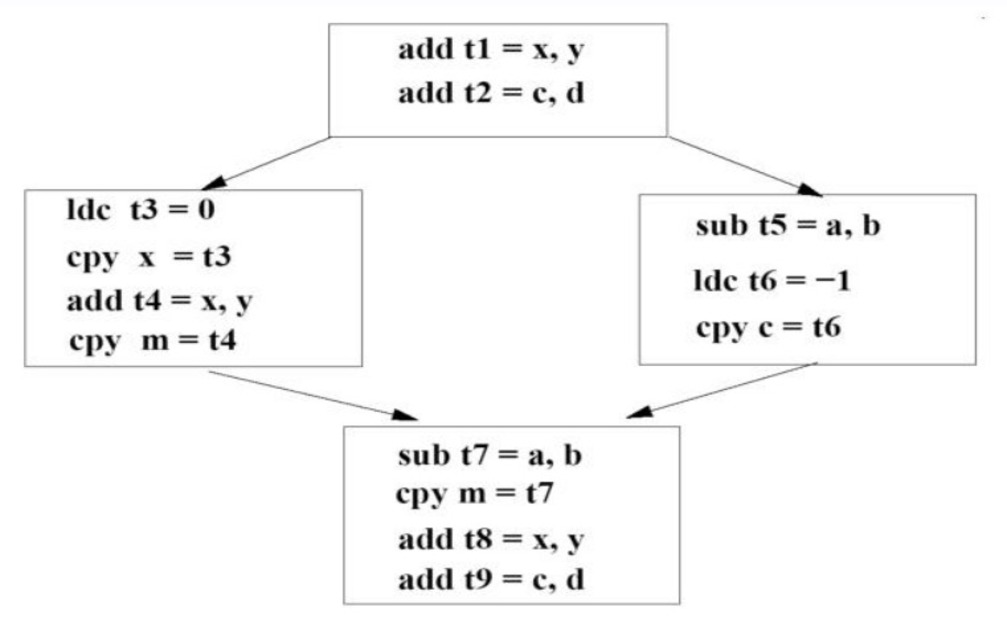 add t1 = x, y
add t2 = c, d
ldc t3 = 0
cpy x = t3
add t4 = x, y
cpy m = t4
sub t5 = a, b
ldc t6 = −1
cpy c = t6
sub t7 = a, b
cpy m = t7
add t8 = x, y
add t9 = c, d